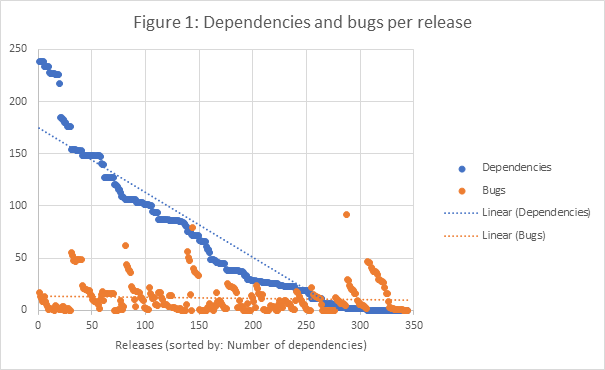 Figure 1: Dependencies and bugs per release
250
200
150
100
50
0
0 50 100 150 200 250 300 350
Releases (sorted by: Number of dependencies)
Dependencies
Bugs
Linear (Dependencies)
Linear (Bugs)